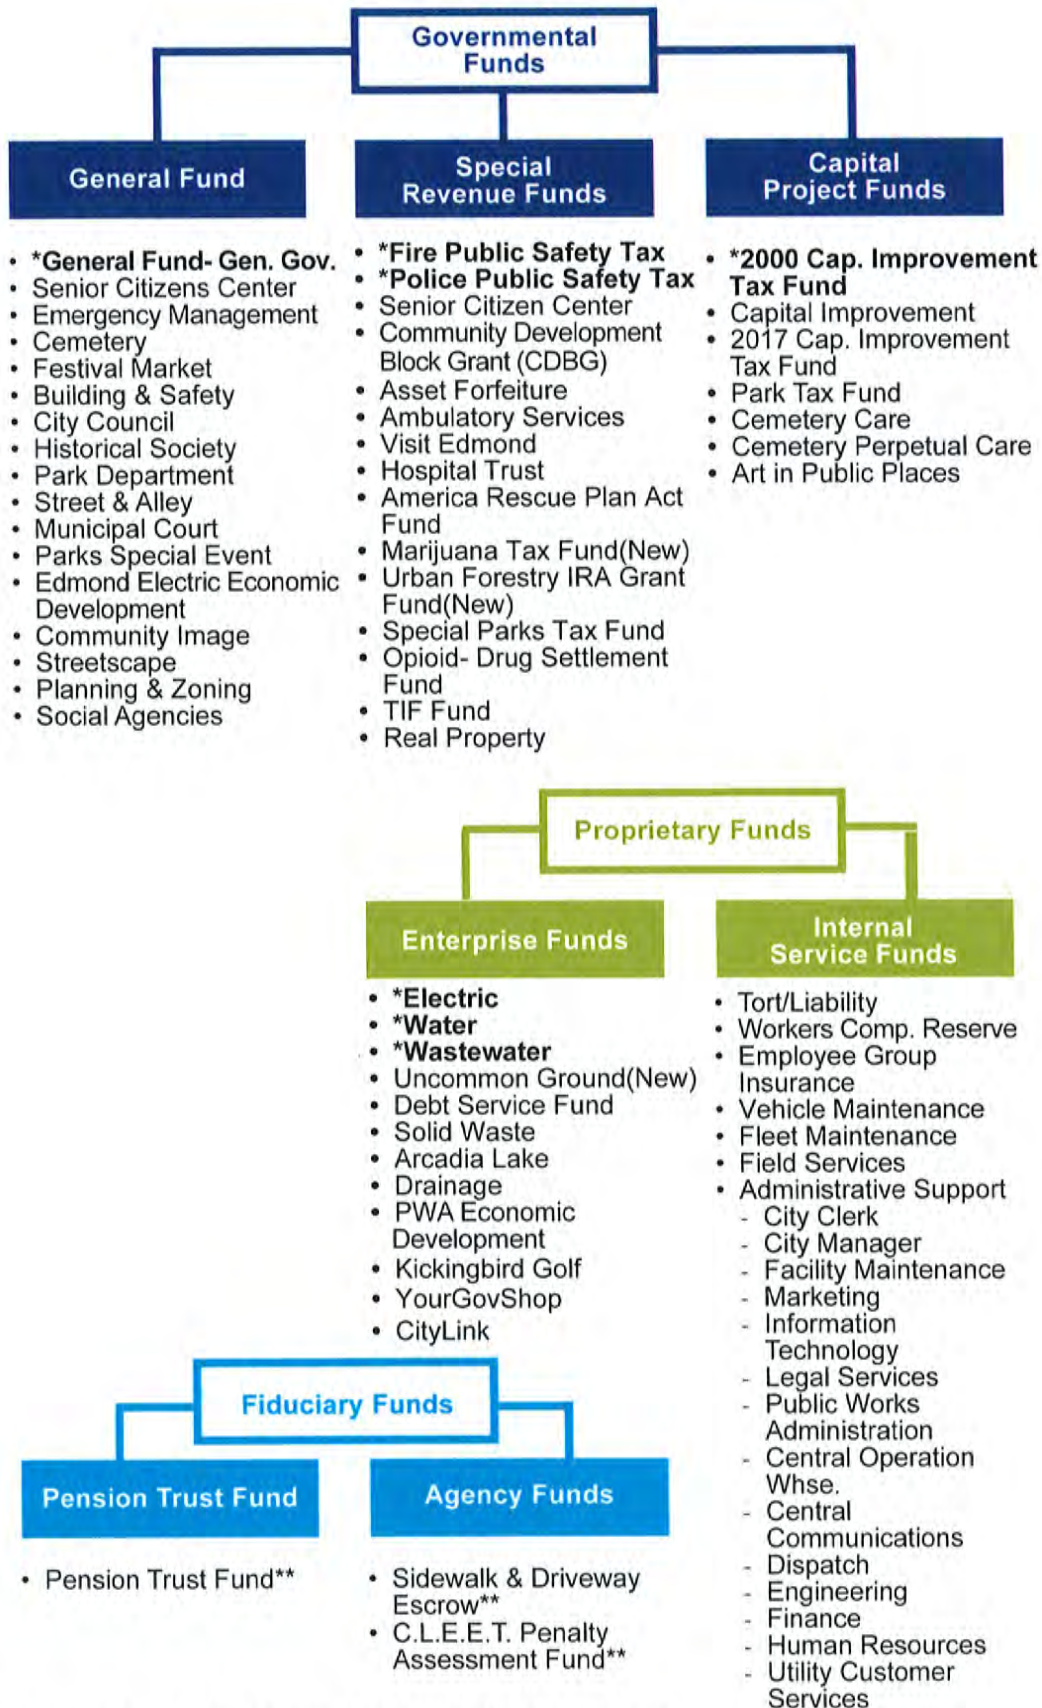 Governmental
Funds
General Fund
• *General Fund- Gen. Gov.
• Senior Citizens Center
• Emergency Management
• Cemetery
• Festival Market
• Building & Safety
• City Council
• Historical Society
• Park Department
• Street & Alley
• Municipal Court
• Parks Special Event
• Edmond Electric Economic
Development
• Community Image
• Streetscape
• Planning & Zoning
• Social Agencies
Special
Revenue Funds
• *Fire Public Safety Tax
• *Police Public Safety Tax
• Senior Citizen Center
• Community Development
Block Grant (CDBG)
• Asset Forfeiture
• Ambulatory Services
• Visit Edmond
• Hospital Trust
• America Rescue Plan Act
Fund
• Marijuana Tax Fund(New)
• Urban Forestry IRA Grant
Fund(New)
• Special Parks Tax Fund
• Opioid- Drug Settlement
Fund
• TIF Fund
• Real Property
Capital
Project Funds
• *2000 Cap. Improvement
Tax Fund
• Capital Improvement
• 2017 Cap. Improvement
Tax Fund
• Park Tax Fund
• Cemetery Care
• Cemetery Perpetual Care
• Art in Public Places
Proprietary Funds
Enterprise Funds
• *Electric
• *Water
• *Wastewater
• Uncommon Ground(New)
• Debt Service Fund
• Solid Waste
• Arcadia Lake
• Drainage
• PWA Economic
Development
• Kickingbird Golf
• YourGovShop
• CityLink
Internal
Service Funds
• Tort/Liability
• Workers Comp. Reserve
• Employee Group
Insurance
• Vehicle Maintenance
• Fleet Maintenance
• Field Services
• Administrative Support
- City Clerk
- City Manager
- Facility Maintenance
- Marketing
- Information
Technology
- Legal Services
- Public Works
Administration
- Central Operation
Whse.
- Central
Communications
- Dispatch
- Engineering
- Finance
- Human Resources
- Utility Customer
Services
Fiduciary Funds
Pension Trust Fund
• Pension Trust Fund**
Agency Funds
• Sidewalk & Driveway
Escrow**
• C.L.E.E.T. Penalty
Assessment Fund**